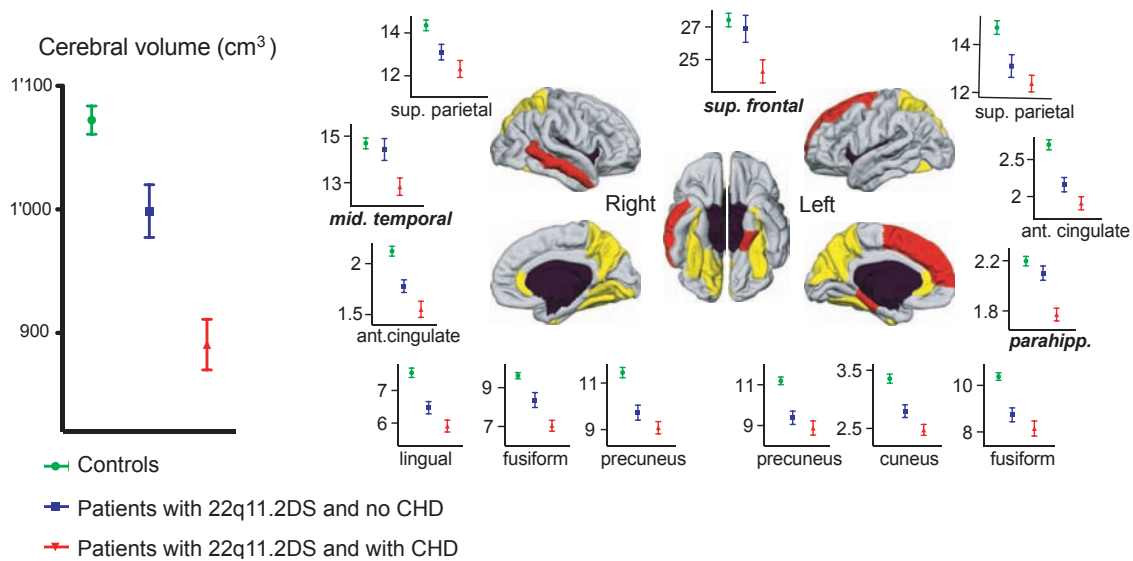 Cerebral volume (cm³)
1'100
1'000
900
14
12
sup. parietal
27
25
sup. frontal
14
12
sup. parietal
15
13
mid. temporal
Right
Left
2.5
2
ant. cingulate
2
1.5
ant.cingulate
2.2
1.8
parahipp.
7
6
lingual
9
7
fusiform
11
9
precuneus
11
9
precuneus
3.5
2.5
cuneus
10
8
fusiform
Controls
Patients with 22q11.2DS and no CHD
Patients with 22q11.2DS and with CHD